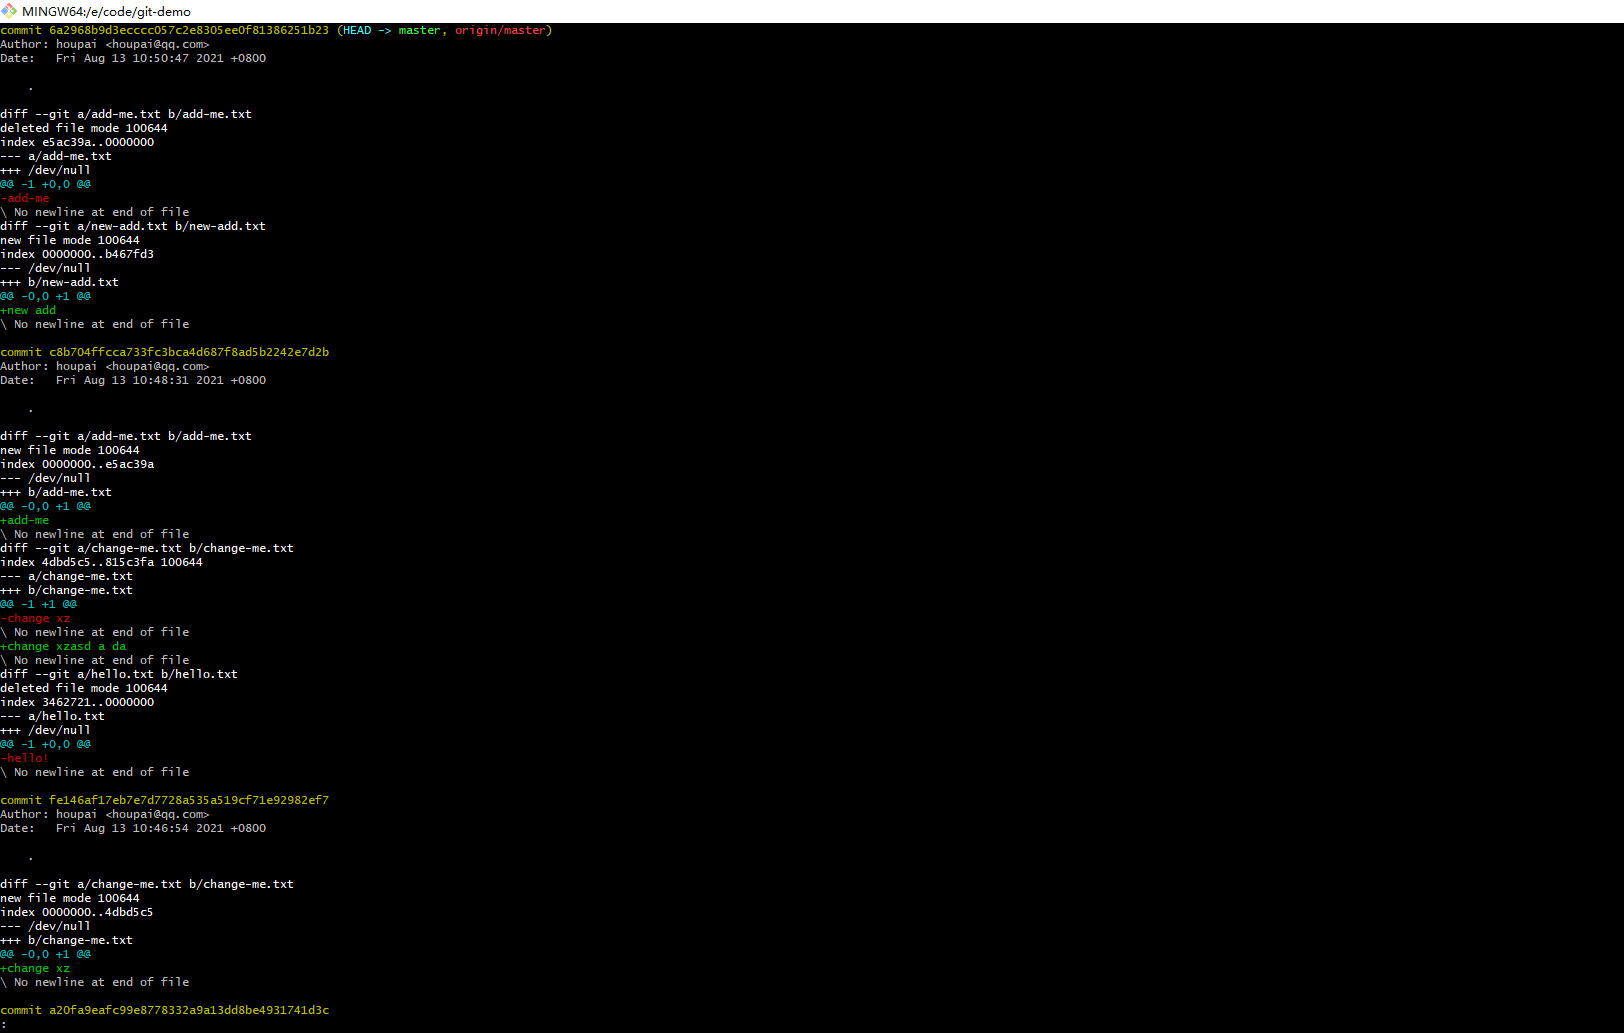 MINGW64:/e/code/git-demo
commit 6a2968b9d3ecccc057c2e8305ee0f81386251b23 (HEAD -> master, origin/master)
Author: houpai <houpai@qq.com>
Date:   Fri Aug 13 10:50:47 2021 +0800
    .
diff --git a/add-me.txt b/add-me.txt
deleted file mode 100644
index e5ac39a..0000000
--- a/add-me.txt
+++ /dev/null
@@ -1 +0,0 @@
-add-me
\ No newline at end of file
diff --git a/new-add.txt b/new-add.txt
new file mode 100644
index 0000000..b467fd3
--- /dev/null
+++ b/new-add.txt
@@ -0,0 +1 @@
+new add
\ No newline at end of file
commit c8b704ffcca733fc3bca4d687f8ad5b2242e7d2b
Author: houpai <houpai@qq.com>
Date:   Fri Aug 13 10:48:31 2021 +0800
    .
diff --git a/add-me.txt b/add-me.txt
new file mode 100644
index 0000000..e5ac39a
--- /dev/null
+++ b/add-me.txt
@@ -0,0 +1 @@
+add-me
\ No newline at end of file
diff --git a/change-me.txt b/change-me.txt
index 4dbd5c5..815c3fa 100644
--- a/change-me.txt
+++ b/change-me.txt
@@ -1 +1 @@
-change xz
\ No newline at end of file
+change xzasd a da
\ No newline at end of file
diff --git a/hello.txt b/hello.txt
deleted file mode 100644
index 3462721..0000000
--- a/hello.txt
+++ /dev/null
@@ -1 +0,0 @@
-hello!
\ No newline at end of file
commit fe146af17eb7e7d7728a535a519cf71e92982ef7
Author: houpai <houpai@qq.com>
Date:   Fri Aug 13 10:46:54 2021 +0800
    .
diff --git a/change-me.txt b/change-me.txt
new file mode 100644
index 0000000..4dbd5c5
--- /dev/null
+++ b/change-me.txt
@@ -0,0 +1 @@
+change xz
\ No newline at end of file
commit a20fa9eafc99e8778332a9a13dd8be4931741d3c
: